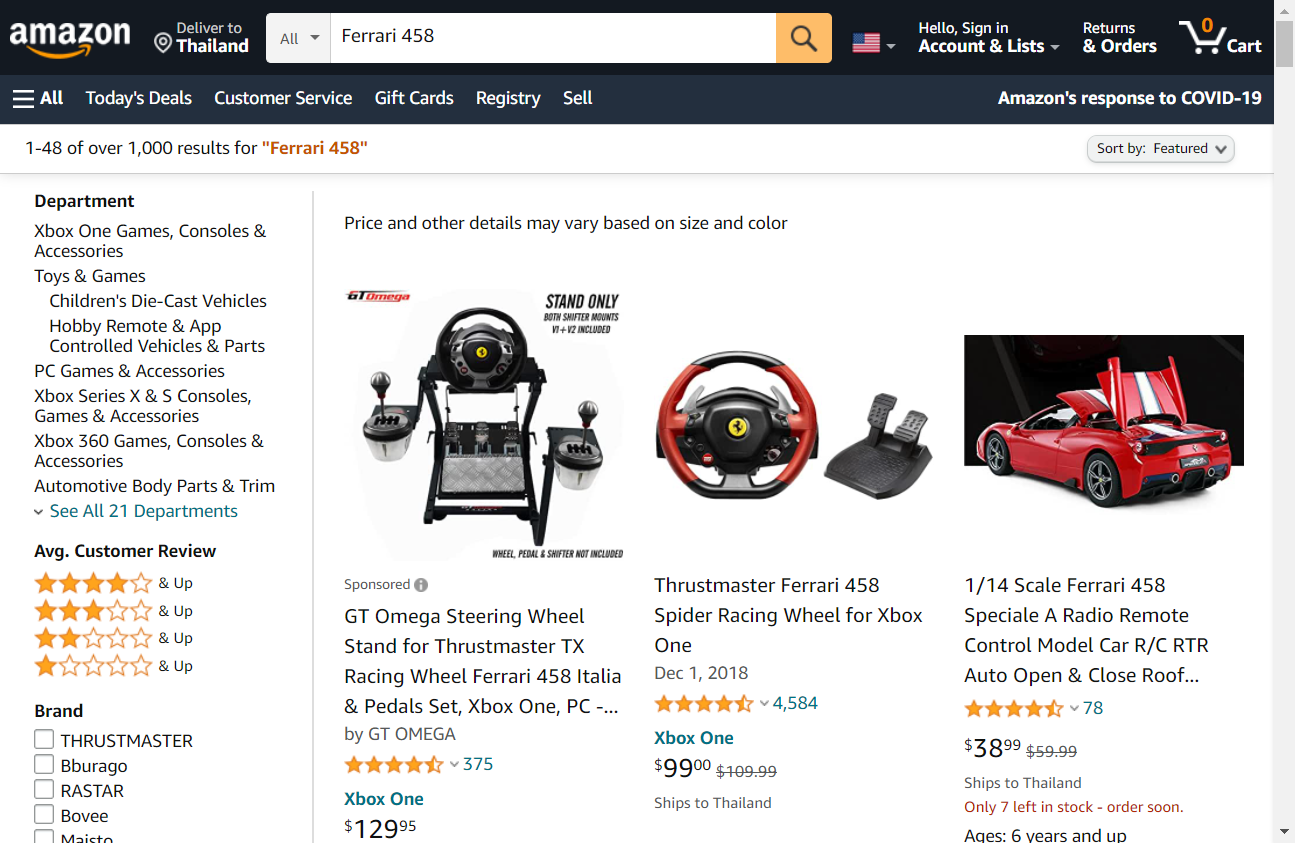 amazon
Deliver to
Thailand
All
Ferrari 458
Hello, Sign in
Account & Lists
Returns
& Orders
0
Cart
All
Today's Deals
Customer Service
Gift Cards
Registry
Sell
Amazon's response to COVID-19
1-48 of over 1,000 results for "Ferrari 458"
Sort by: Featured
Department
Xbox One Games, Consoles &
Accessories
Toys & Games
Children's Die-Cast Vehicles
Hobby Remote & App
Controlled Vehicles & Parts
PC Games & Accessories
Xbox Series X & S Consoles,
Games & Accessories
Xbox 360 Games, Consoles &
Accessories
Automotive Body Parts & Trim
See All 21 Departments
Avg. Customer Review
& Up
& Up
& Up
& Up
Brand
THRUSTMASTER
Bburago
RASTAR
Bovee
Maisto
Price and other details may vary based on size and color
GT Omega
STAND ONLY
BOTH SHIFTER MOUNTS
V1 + V2 INCLUDED
WHEEL, PEDAL & SHIFTER NOT INCLUDED
Sponsored
GT Omega Steering Wheel
Stand for Thrustmaster TX
Racing Wheel Ferrari 458 Italia
& Pedals Set, Xbox One, PC -...
by GT OMEGA
375
Xbox One
$12995
Thrustmaster Ferrari 458
Spider Racing Wheel for Xbox
One
Dec 1, 2018
4,584
Xbox One
$9900 $109.99
Ships to Thailand
1/14 Scale Ferrari 458
Speciale A Radio Remote
Control Model Car R/C RTR
Auto Open & Close Roof...
78
$3899 $59.99
Ships to Thailand
Only 7 left in stock - order soon.
Ages: 6 years and up